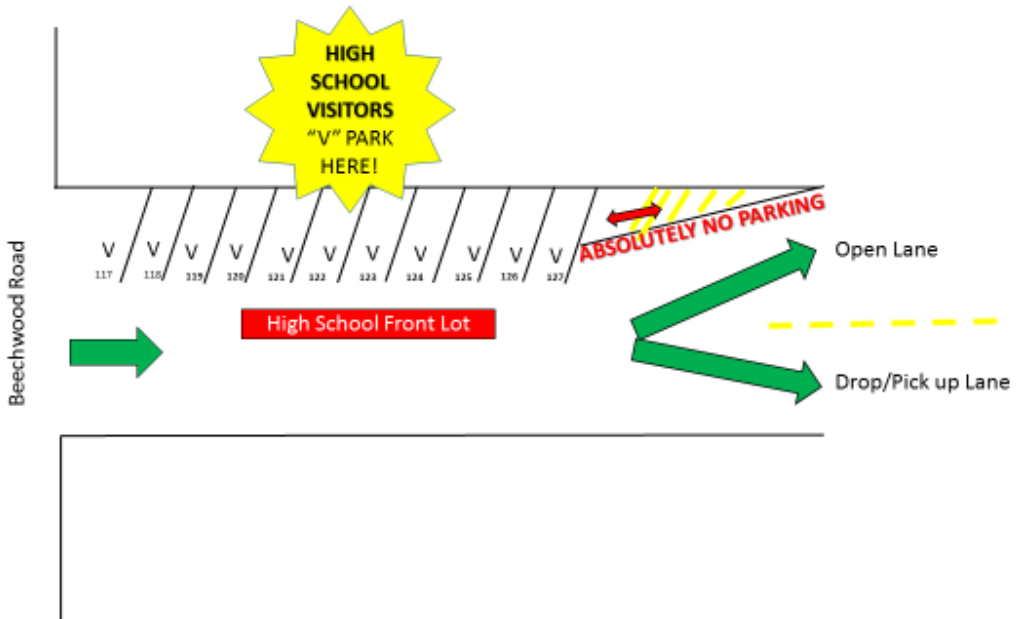 HIGH
SCHOOL
VISITORS
"V" PARK
HERE!
ABSOLUTELY NO PARKING
V V V V V V V V V V V
117 118 119 120 121 122 123 124 125 126 127
Open Lane
High School Front Lot
Beechwood Road
Drop/Pick up Lane